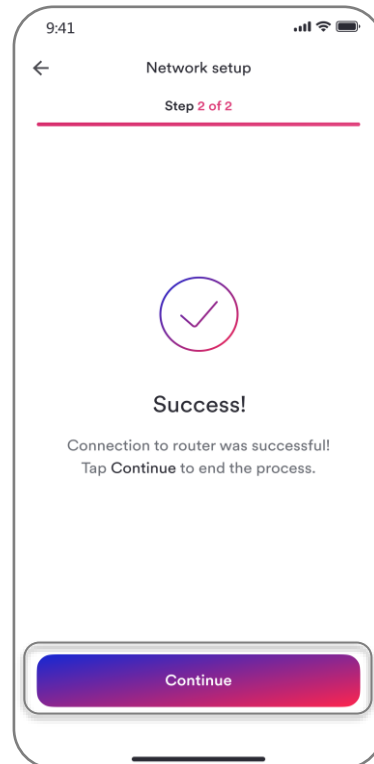 9:41
Network setup
Step 2 of 2
Success!
Connection to router was successful!
Tap Continue to end the process.
Continue